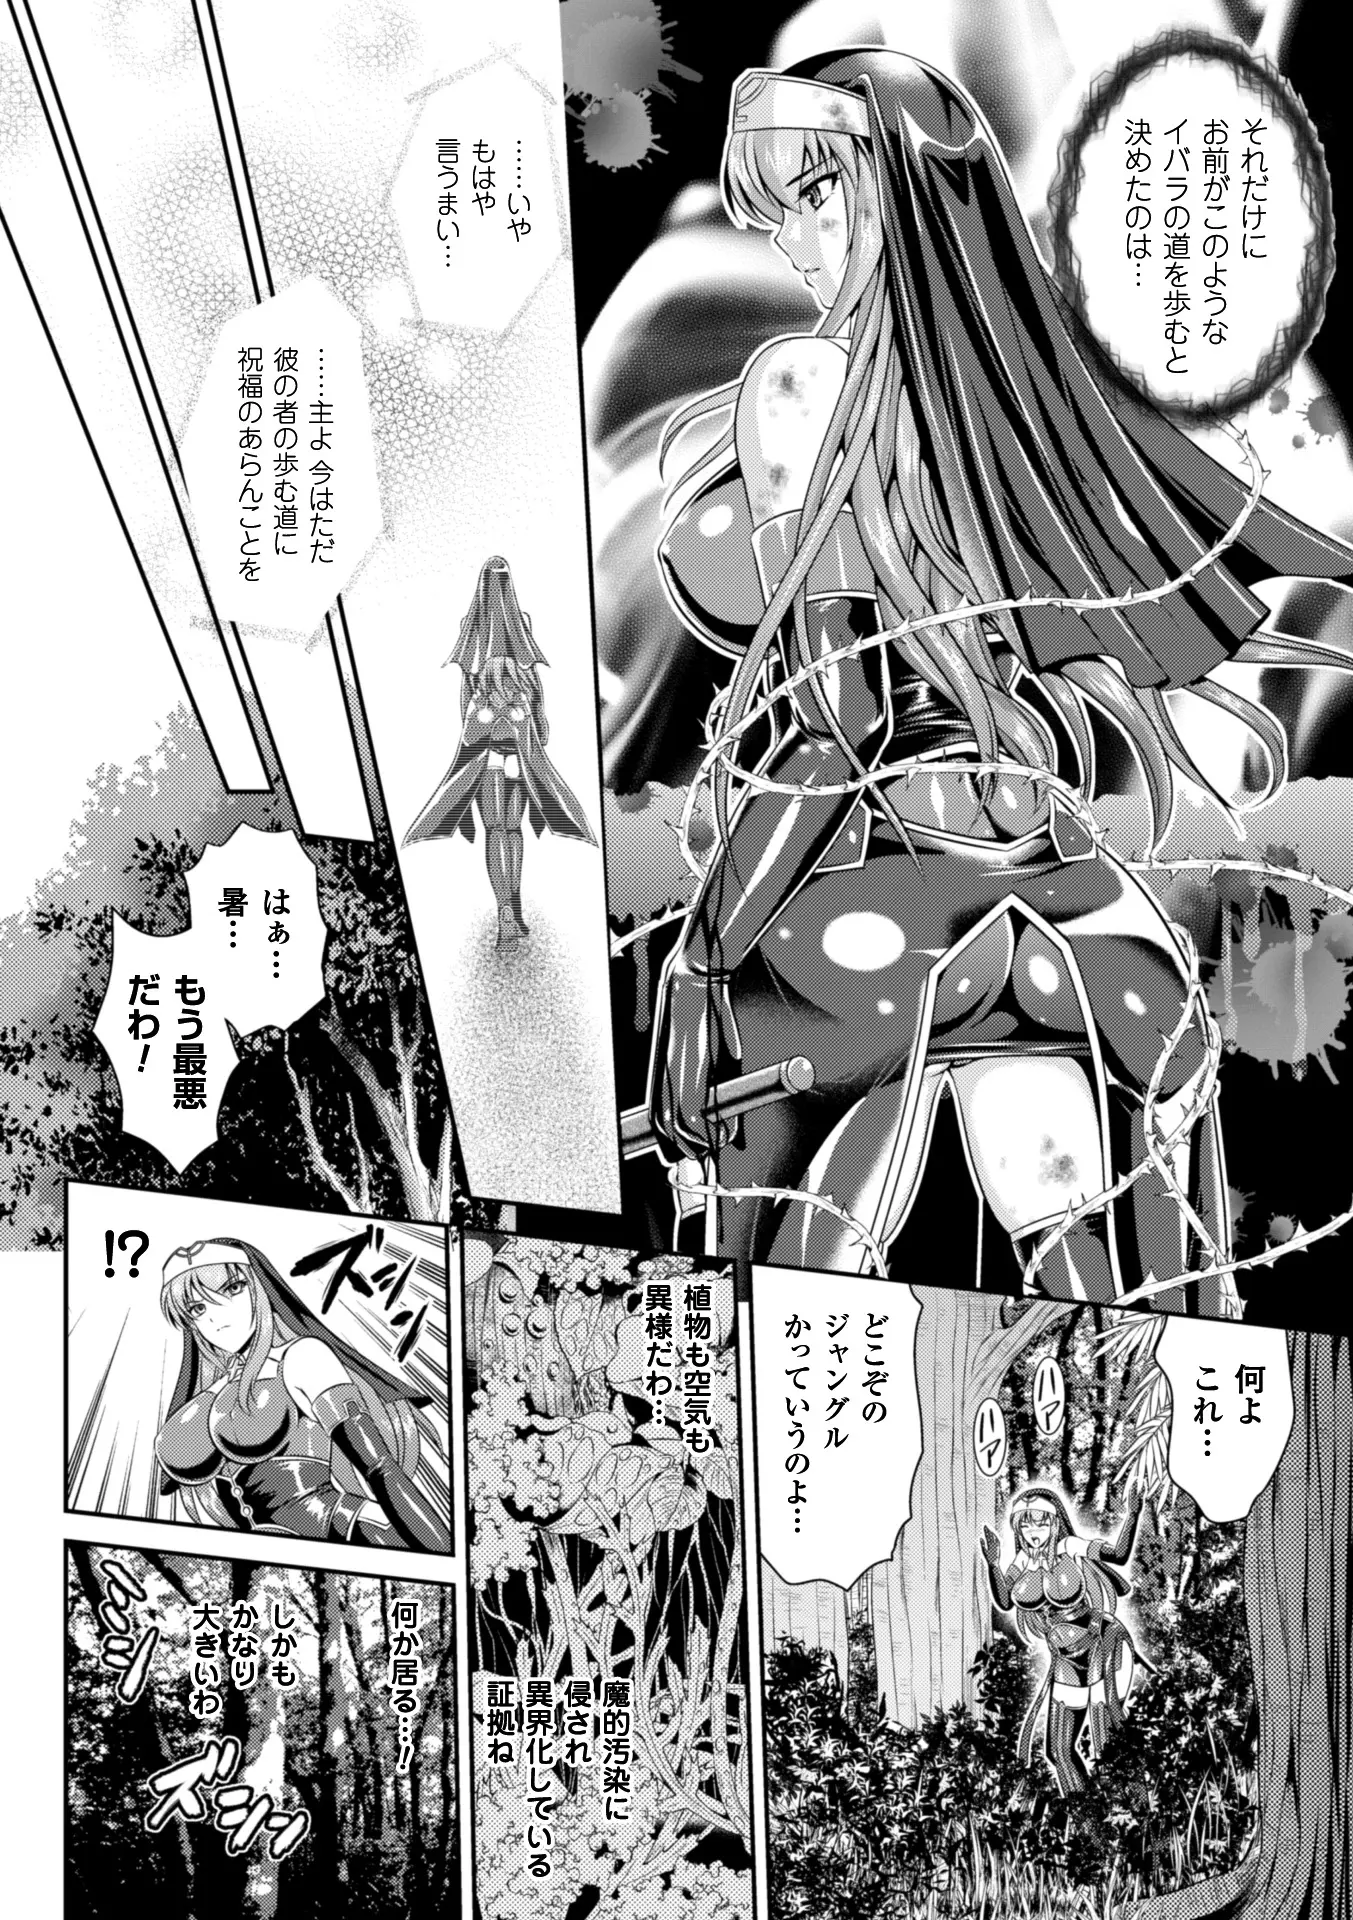 それだけに
お前がこのような
イバラの道を歩むと
決めたのは…
……いや
もはや
言うまい…
……主よ 今はただ
彼の者の歩む道に
祝福のあらんことを
はぁ…
暑…
もう最悪
だわ！
何よ
これ…
どこぞの
ジャングル
かっていうのよ…
ハァ
ハァ
植物も空気も
異様だわ…
魔的汚染に
侵され
異界化している
証拠ね
ズズ…
!?
何か居る…！
しかも
かなり
大きいわ
ズシン
ズシン